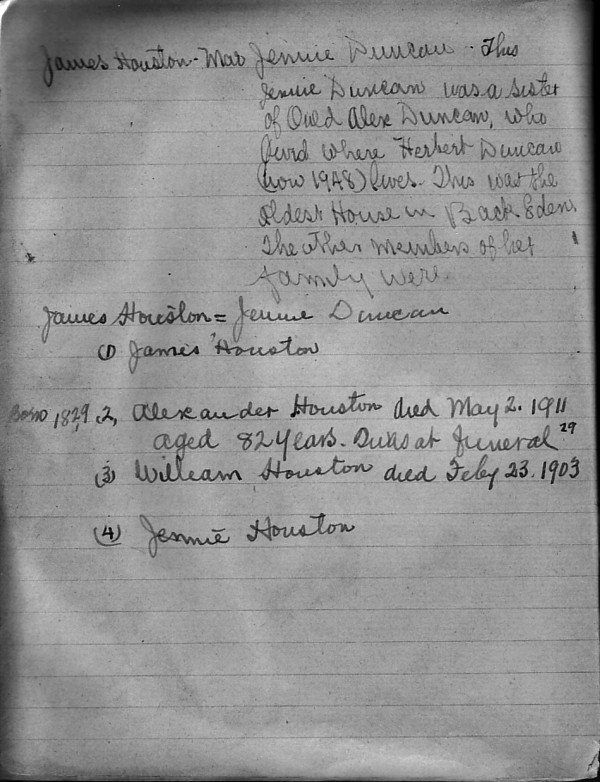 James Houston - Mar Jennie Duncan. This
Jennie Duncan was a sister
of Oued Alex Duncan, who
livid where Herbert Duncan
(now 1948) lives. This was the
oldest House in Back Eden.
The other members of her
family were.
James Houston = Jennie Duncan
(1) James Houston
Born 1829 .2, Alexander Houston died May 2. 1911
aged 82 years. I was at funeral 29
(3) William Houston died Feby 23. 1903
(4) Jennie Houston